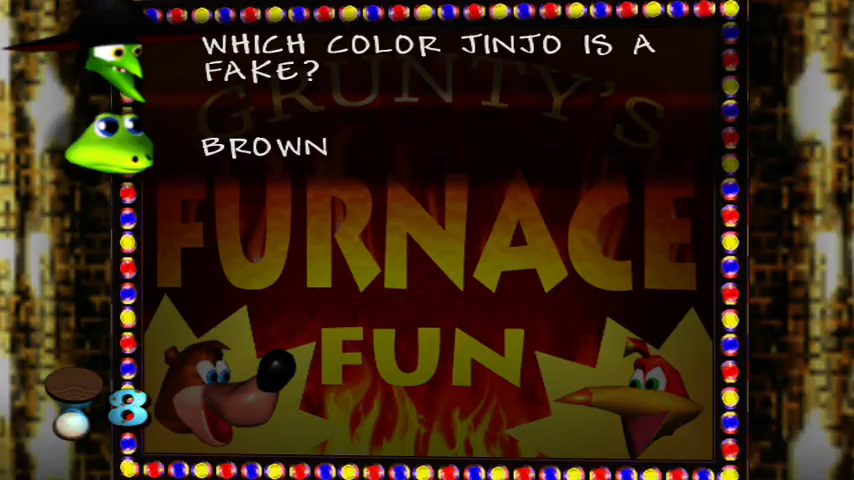 WHICH COLOR JINJO IS A
FAKE?
GRUNTY'S
BROWN
FURNACE
FUN
8